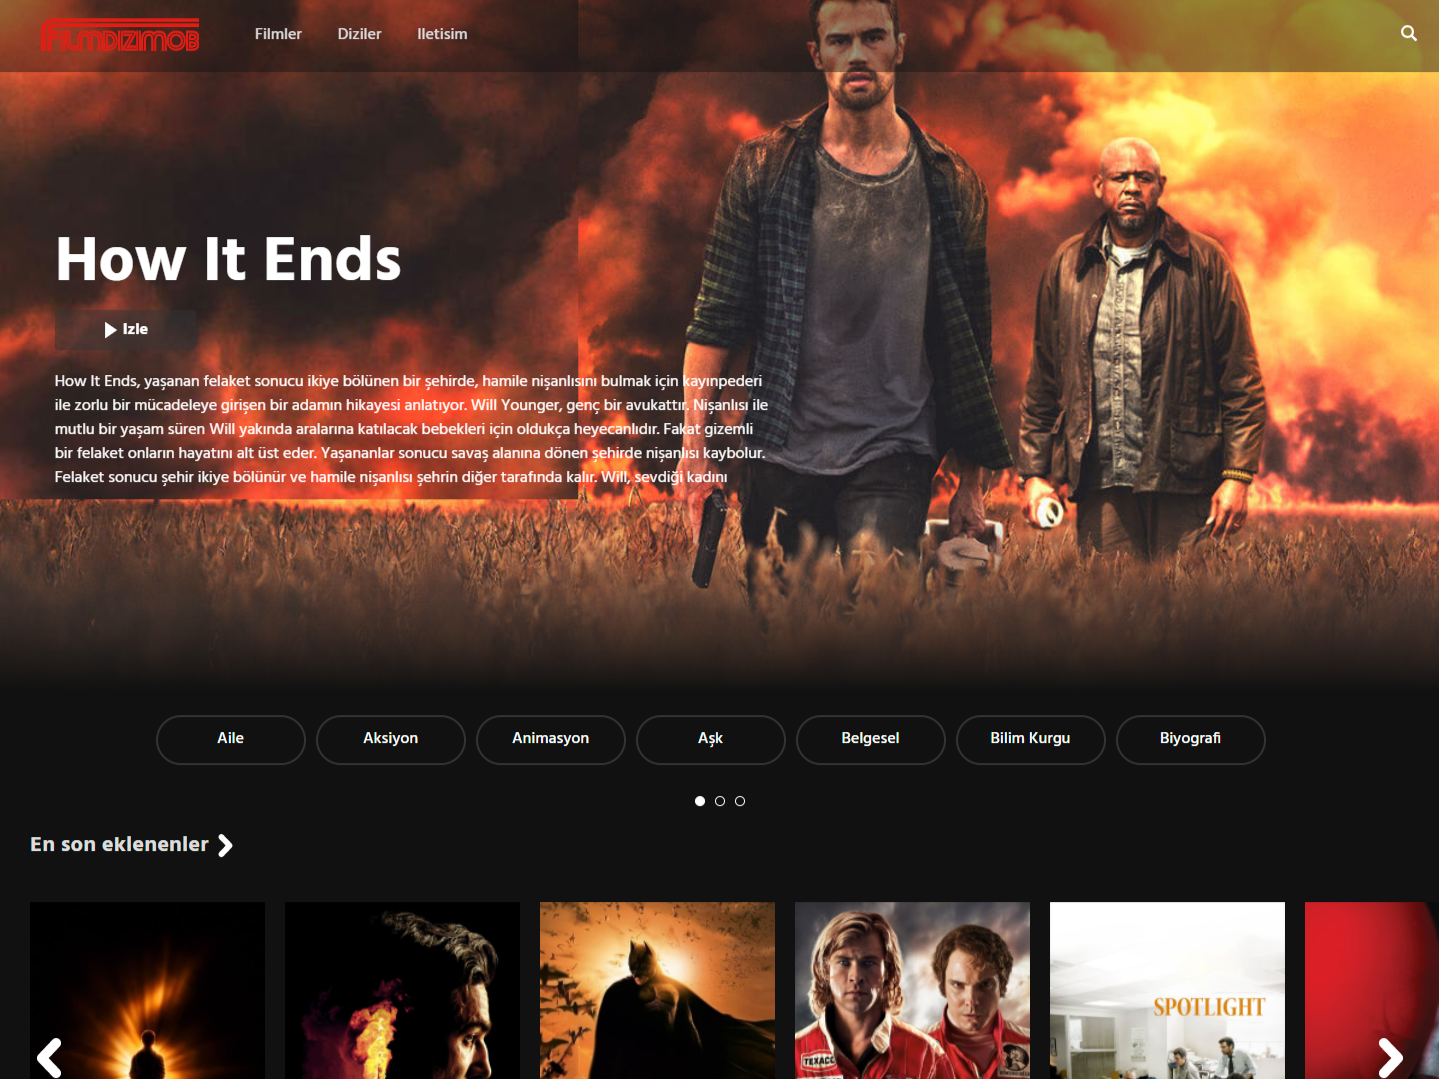 FILMDIZIMOB
Filmler
Diziler
Iletisim
How It Ends
Izle
How It Ends, yaşanan felaket sonucu ikiye bölünen bir şehirde, hamile nişanlısını bulmak için kayınpederi
ile zorlu bir mücadeleye girişen bir adamın hikayesi anlatıyor. Will Younger, genç bir avukattır. Nişanlısı ile
mutlu bir yaşam süren Will yakında aralarına katılacak bebekleri için oldukça heyecanlıdır. Fakat gizemli
bir felaket onların hayatını alt üst eder. Yaşananlar sonucu savaş alanına dönen şehirde nişanlısı kaybolur.
Felaket sonucu şehir ikiye bölünür ve hamile nişanlısı şehrin diğer tarafında kalır. Will, sevdiği kadını
Aile
Aksiyon
Animasyon
Aşk
Belgesel
Bilim Kurgu
Biyografi
En son eklenenler
TEXACO
SPOTLIGHT